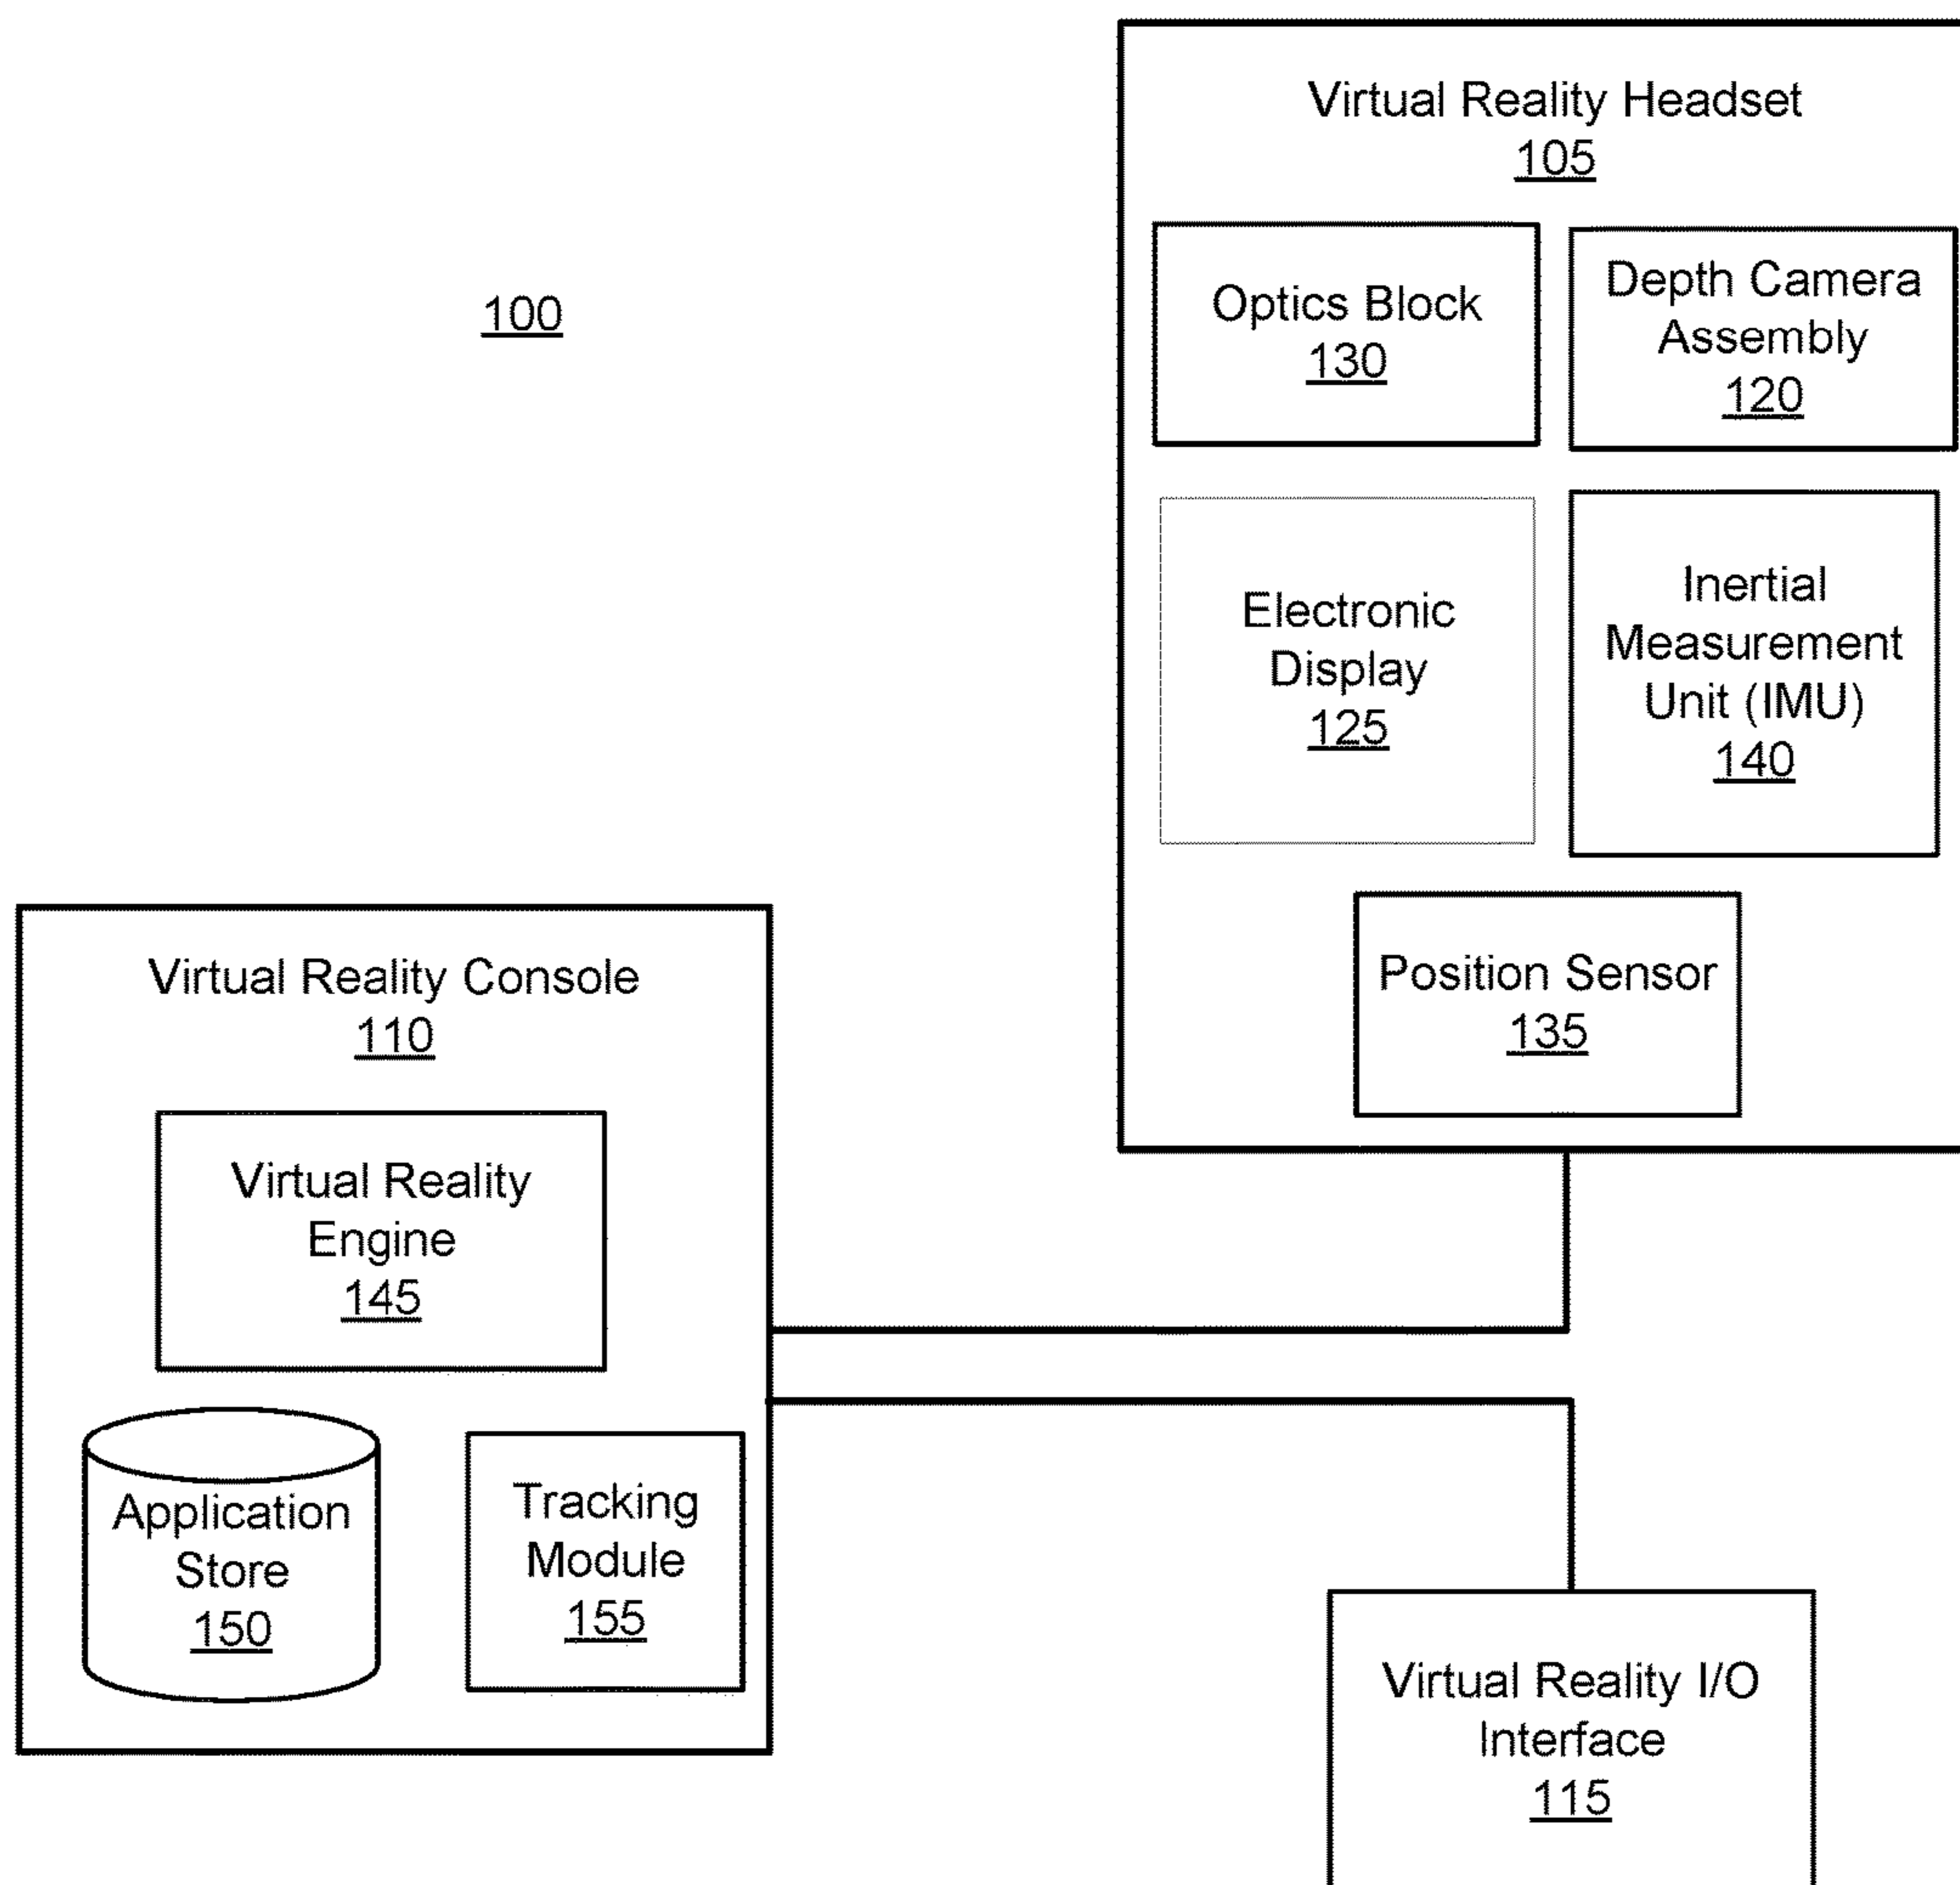 100
Virtual Reality Headset
105
Optics Block
130
Depth Camera
Assembly
120
Electronic
Display
125
Inertial
Measurement
Unit (IMU)
140
Position Sensor
135
Virtual Reality Console
110
Virtual Reality
Engine
145
Application
Store
150
Tracking
Module
155
Virtual Reality I/O
Interface
115